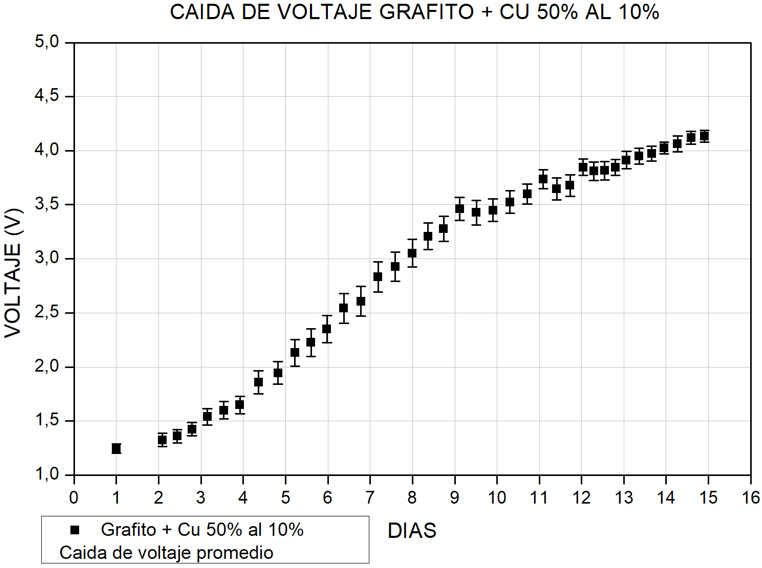 CAIDA DE VOLTAJE GRAFITO + CU 50% AL 10%
5,0
4,5
4,0
3,5
3,0
2,5
2,0
1,5
1,0
VOLTAJE (V)
0 1 2 3 4 5 6 7 8 9 10 11 12 13 14 15 16
DIAS
Grafito + Cu 50% al 10%
Caida de voltaje promedio